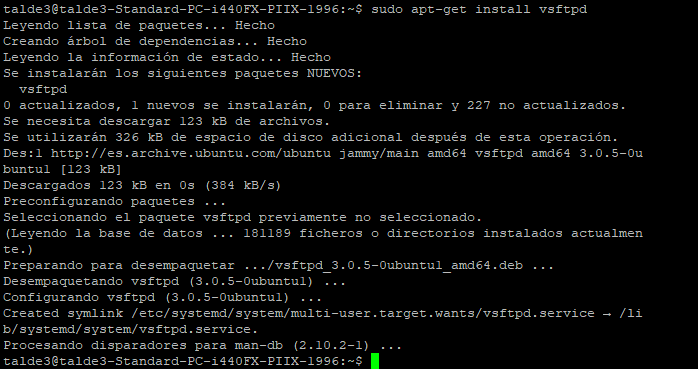 talde3@talde3-Standard-PC-i440FX-PIIX-1996:~$ sudo apt-get install vsftpd
Leyendo lista de paquetes... Hecho
Creando árbol de dependencias... Hecho
Leyendo la información de estado... Hecho
Se instalarán los siguientes paquetes NUEVOS:
  vsftpd
0 actualizados, 1 nuevos se instalarán, 0 para eliminar y 227 no actualizados.
Se necesita descargar 123 kB de archivos.
Se utilizarán 326 kB de espacio de disco adicional después de esta operación.
Des:1 http://es.archive.ubuntu.com/ubuntu jammy/main amd64 vsftpd amd64 3.0.5-0u
buntu1 [123 kB]
Descargados 123 kB en 0s (384 kB/s)
Preconfigurando paquetes ...
Seleccionando el paquete vsftpd previamente no seleccionado.
(Leyendo la base de datos ... 181189 ficheros o directorios instalados actualmen
te.)
Preparando para desempaquetar .../vsftpd_3.0.5-0ubuntu1_amd64.deb ...
Desempaquetando vsftpd (3.0.5-0ubuntu1) ...
Configurando vsftpd (3.0.5-0ubuntu1) ...
Created symlink /etc/systemd/system/multi-user.target.wants/vsftpd.service → /li
b/systemd/system/vsftpd.service.
Procesando disparadores para man-db (2.10.2-1) ...
talde3@talde3-Standard-PC-i440FX-PIIX-1996:~$